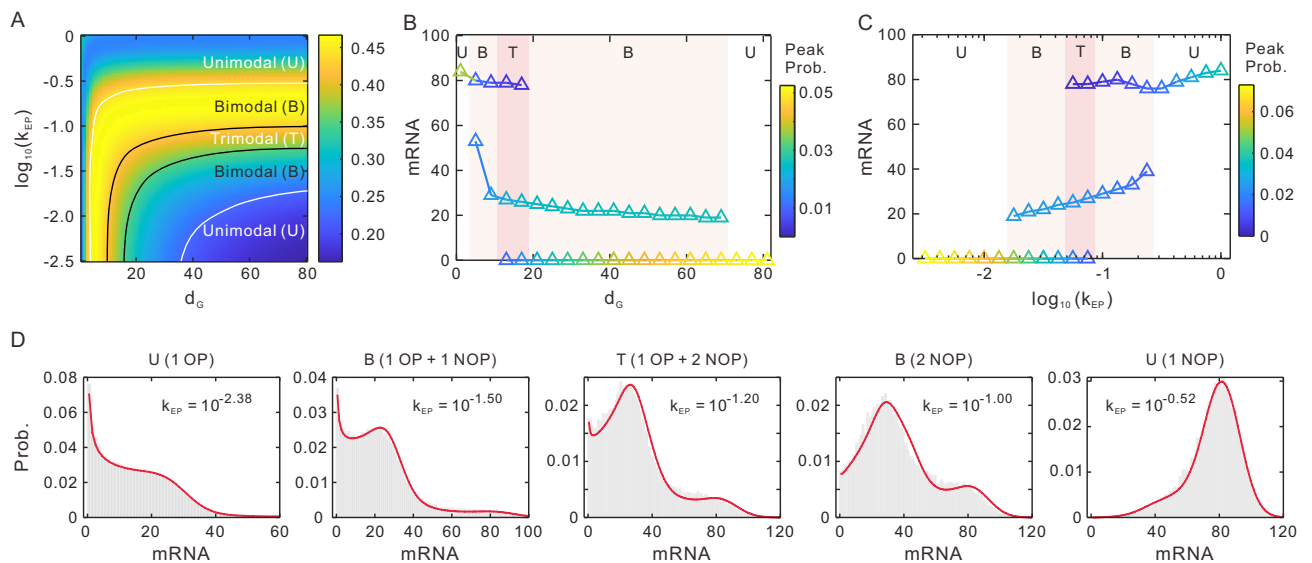 A
0
-0.5
-1.0
-1.5
-2.0
-2.5
log10(kEP)
20 40 60 80
dG
Unimodal (U)
Bimodal (B)
Trimodal (T)
Bimodal (B)
Unimodal (U)
0.45
0.40
0.35
0.30
0.25
0.20
B
100
80
60
40
20
0
mRNA
U B T B U
0 20 40 60 80
dG
Peak
Prob.
0.05
0.03
0.01
C
100
80
60
40
20
0
mRNA
U B T B U
-2 -1 0
log10(kEP)
Peak
Prob.
0.06
0.04
0.02
0
D
U (1 OP)
kEP = 10^-2.38
0.08
0.06
0.04
0.02
0
Prob.
0 20 40 60
mRNA
B (1 OP + 1 NOP)
kEP = 10^-1.50
0.04
0.03
0.02
0.01
0
0 20 40 60 80 100
mRNA
T (1 OP + 2 NOP)
kEP = 10^-1.20
0.02
0.01
0
0 40 80 120
mRNA
B (2 NOP)
kEP = 10^-1.00
0.02
0.01
0
0 40 80 120
mRNA
U (1 NOP)
kEP = 10^-0.52
0.03
0.02
0.01
0
0 40 80 120
mRNA